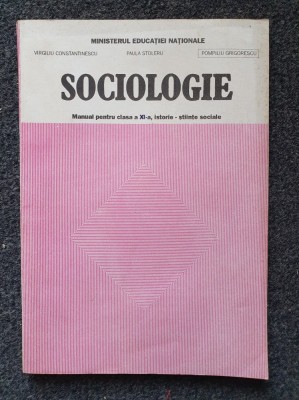 MINISTERUL EDUCAȚIEI NAȚIONALE
VIRGILIU CONSTANTINESCU PAULA STOLERU POMPILIU GRIGORESCU
SOCIOLOGIE
Manual pentru clasa a XI-a, istorie - științe sociale